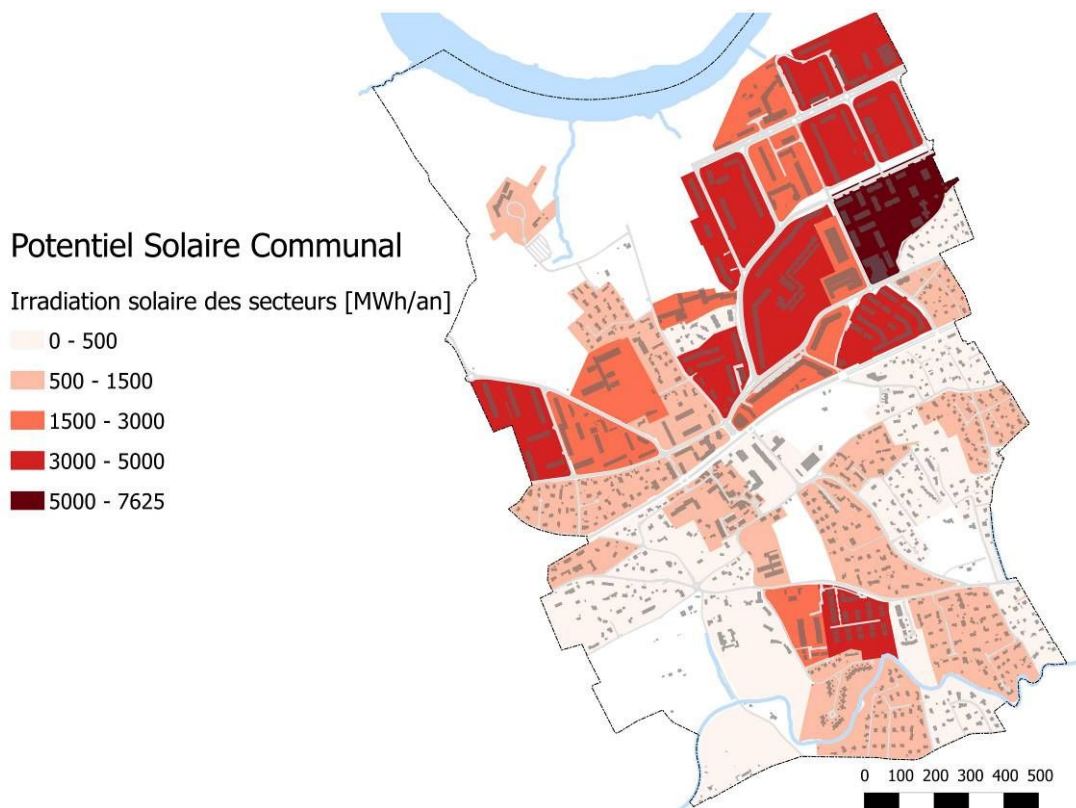 Potentiel Solaire Communal
Irradiation solaire des secteurs [MWh/an]
0 - 500
500 - 1500
1500 - 3000
3000 - 5000
5000 - 7625
0 100 200 300 400 500